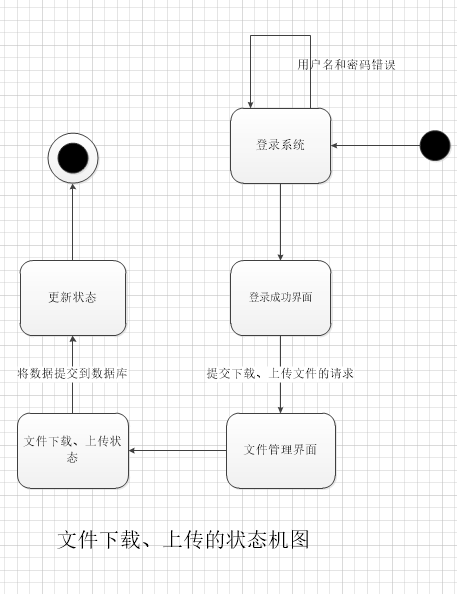 用户名和密码错误
登录系统
更新状态
登录成功界面
将数据提交到数据库
提交下载、上传文件的请求
文件下载、上传状
态
文件管理界面
文件下载、上传的状态机图